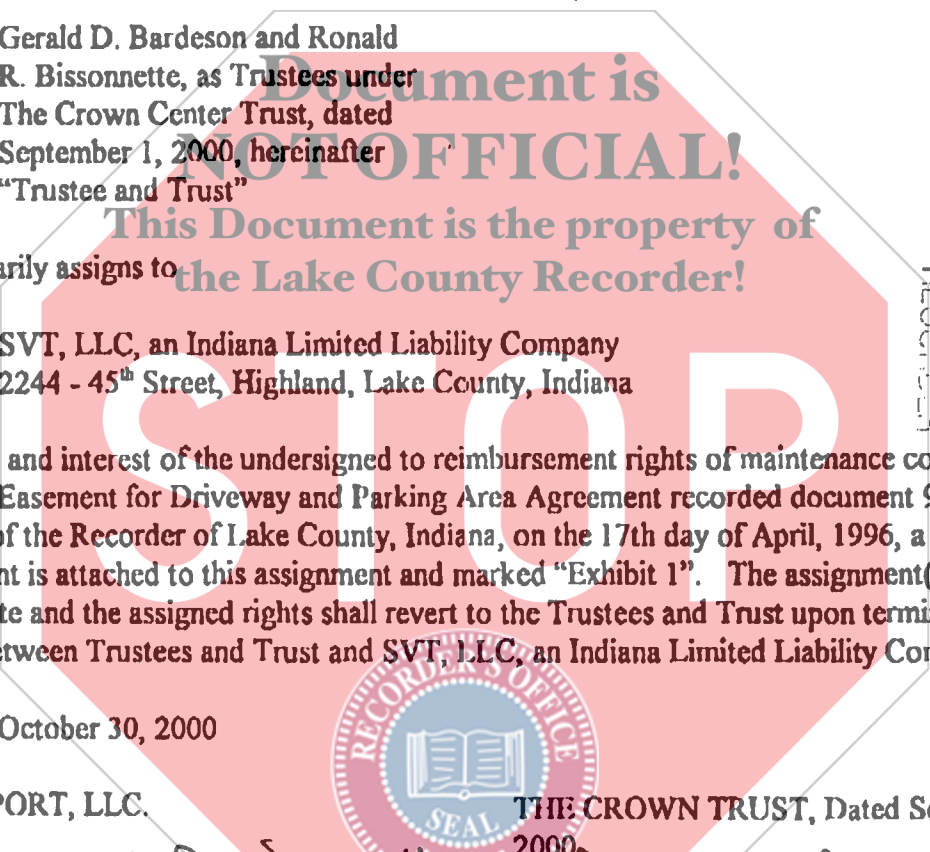 Gerald D. Bardeson and Ronald
R. Bissonnette, as Trustees under
The Crown Center Trust, dated
September 1, 2000, hereinafter
“Trustee and Trust”
Document is
NOT OFFICIAL!
This Document is the property of
the Lake County Recorder!
arily assigns to
SVT, LLC, an Indiana Limited Liability Company
2244 - 45th Street, Highland, Lake County, Indiana
STOP
and interest of the undersigned to reimbursement rights of maintenance co
Easement for Driveway and Parking Area Agreement recorded document 9
of the Recorder of Lake County, Indiana, on the 17th day of April, 1996, a
nt is attached to this assignment and marked “Exhibit 1”. The assignment(
te and the assigned rights shall revert to the Trustees and Trust upon termi
etween Trustees and Trust and SVT, LLC, an Indiana Limited Liability Cor
RECORDER'S OFFICE
SEAL
October 30, 2000
PORT, LLC.
THE CROWN TRUST, Dated Se
2000